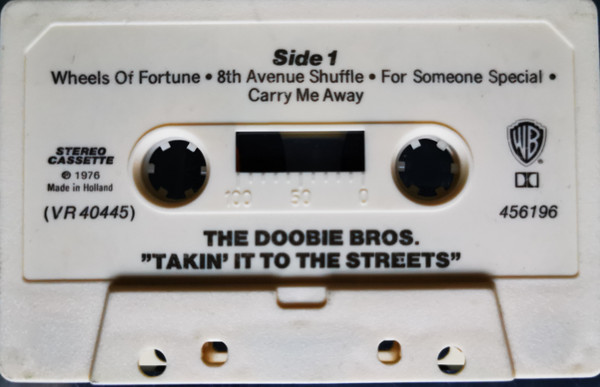 Side 1
Wheels Of Fortune • 8th Avenue Shuffle • For Someone Special •
Carry Me Away
STEREO
CASSETTE
℗ 1976
Made in Holland
(VR 40445)
100 50 0
WB
456196
THE DOOBIE BROS.
"TAKIN' IT TO THE STREETS"